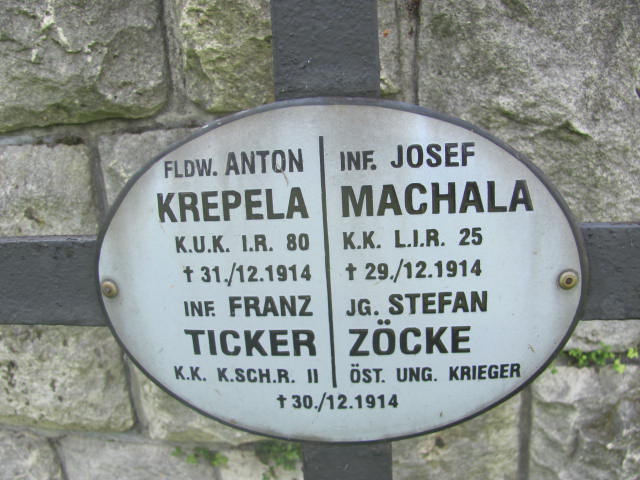 FLDW. ANTON
KREPELA
K.U.K. I.R. 80
†31./12.1914
INF. JOSEF
MACHALA
K.K. L.I.R. 25
†29./12.1914
INF. FRANZ
TICKER
K.K. K.SCH.R. II
JG. STEFAN
ZÖCKE
ÖST. UNG. KRIEGER
†30./12.1914